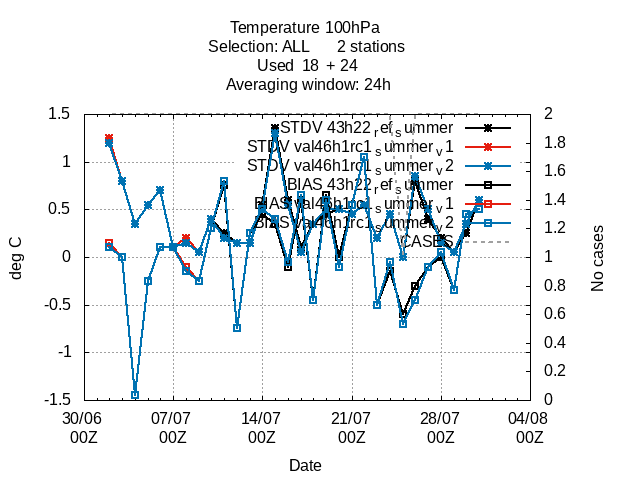 Temperature 100hPa
Selection: ALL 2 stations
Used 18 + 24
Averaging window: 24h
1.5 2
STDV 43h22_ref_summer
STDV val46h1rc1_summer_v1
STDV val46h1rc1_summer_v2
BIAS 43h22_ref_summer
BIAS val46h1rc1_summer_v1
BIAS val46h1rc1_summer_v2
CASES
1 1.8
0.5 1.6
0 1.4
-0.5 1.2
-1 1
-1.5 0.8
0.6
0.4
0.2
0
deg C
No cases
30/06 07/07 14/07 21/07 28/07 04/08
00Z 00Z 00Z 00Z 00Z 00Z
Date